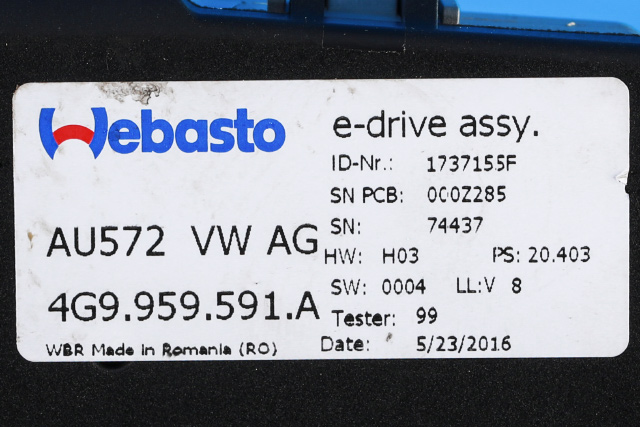 Webasto
e-drive assy.
ID-Nr.: 1737155F
SN PCB: 000Z285
SN: 74437
AU572 VW AG
HW: H03 PS: 20.403
SW: 0004 LL:V 8
4G9.959.591.A
Tester: 99
WBR Made in Romania (RO)
Date: 5/23/2016